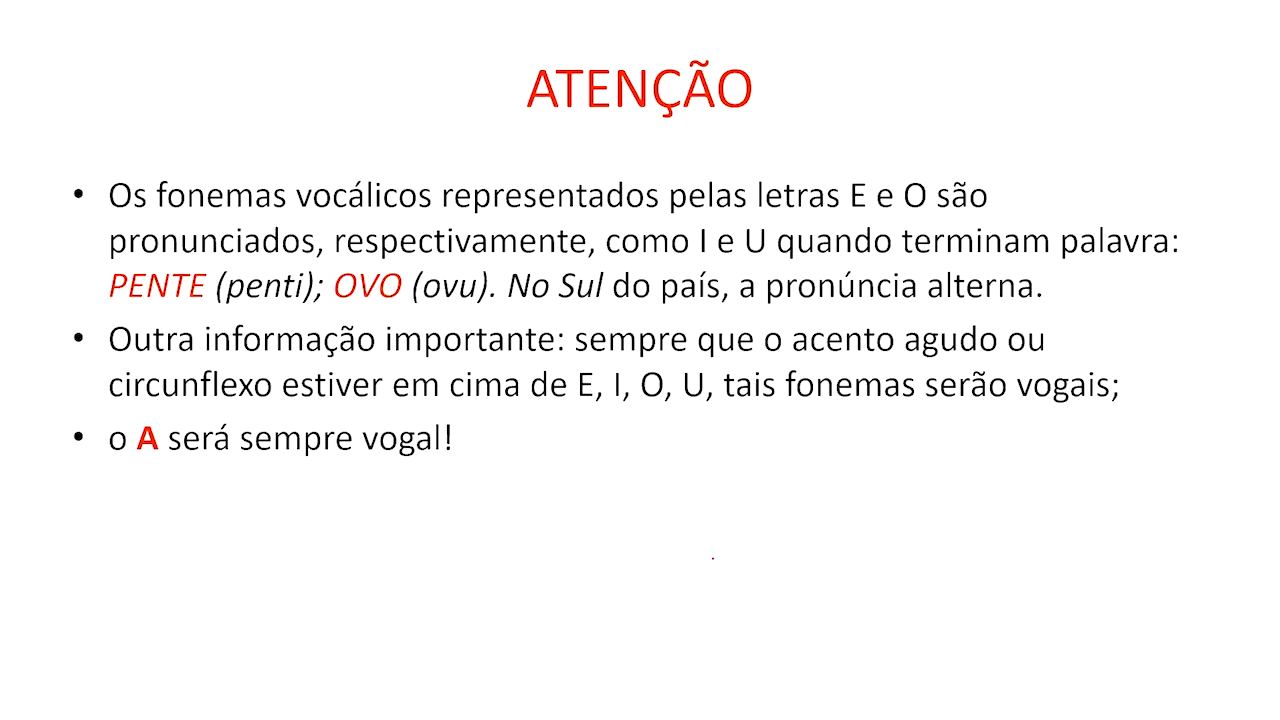 ATENÇÃO
• Os fonemas vocálicos representados pelas letras E e O são
pronunciados, respectivamente, como I e U quando terminam palavra:
PENTE (penti); OVO (ovu). No Sul do país, a pronúncia alterna.
• Outra informação importante: sempre que o acento agudo ou
circunflexo estiver em cima de E, I, O, U, tais fonemas serão vogais;
• o A será sempre vogal!